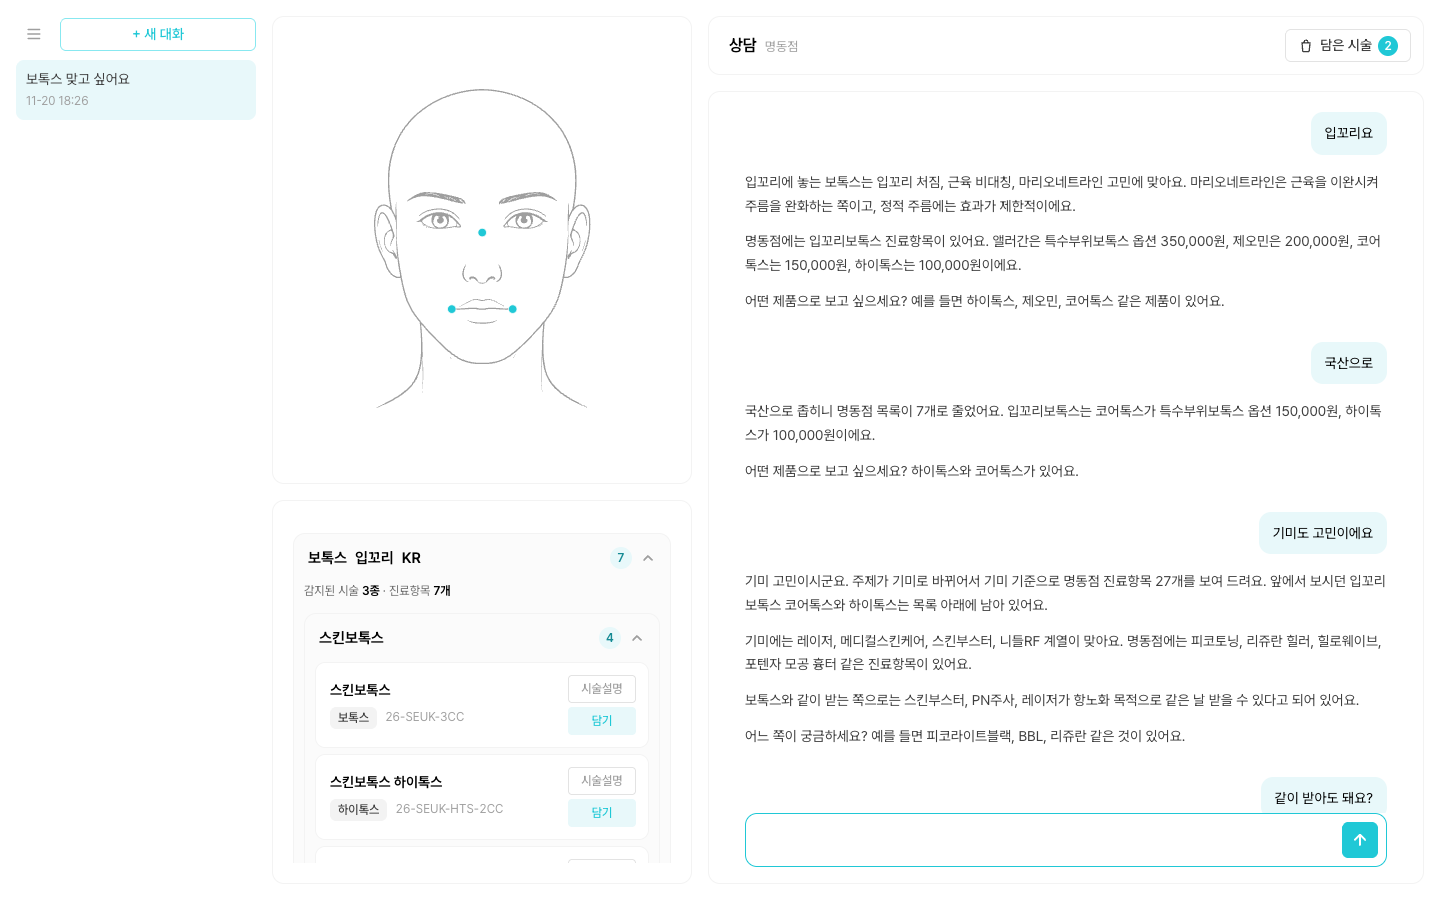 + 새 대화
보톡스 맞고 싶어요
11-20 18:26
보톡스 입꼬리 KR
7
감지된 시술 3종 · 진료항목 7개
스킨보톡스
4
스킨보톡스
시술설명
보톡스 26-SEUK-3CC
담기
스킨보톡스 하이톡스
시술설명
하이톡스 26-SEUK-HTS-2CC
담기
상담 명동점
담은 시술 2
입꼬리요
입꼬리에 놓는 보톡스는 입꼬리 처짐, 근육 비대칭, 마리오네트라인 고민에 맞아요. 마리오네트라인은 근육을 이완시켜
주름을 완화하는 쪽이고, 정적 주름에는 효과가 제한적이에요.
명동점에는 입꼬리보톡스 진료항목이 있어요. 앨러간은 특수부위보톡스 옵션 350,000원, 제오민은 200,000원, 코어
톡스는 150,000원, 하이톡스는 100,000원이에요.
어떤 제품으로 보고 싶으세요? 예를 들면 하이톡스, 제오민, 코어톡스 같은 제품이 있어요.
국산으로
국산으로 좁히니 명동점 목록이 7개로 줄었어요. 입꼬리보톡스는 코어톡스가 특수부위보톡스 옵션 150,000원, 하이톡
스가 100,000원이에요.
어떤 제품으로 보고 싶으세요? 하이톡스와 코어톡스가 있어요.
기미도 고민이에요
기미 고민이시군요. 주제가 기미로 바뀌어서 기미 기준으로 명동점 진료항목 27개를 보여 드려요. 앞에서 보시던 입꼬리
보톡스 코어톡스와 하이톡스는 목록 아래에 남아 있어요.
기미에는 레이저, 메디컬스킨케어, 스킨부스터, 니들RF 계열이 맞아요. 명동점에는 피코토닝, 리쥬란 힐러, 힐로웨이브,
포텐자 모공 흉터 같은 진료항목이 있어요.
보톡스와 같이 받는 쪽으로는 스킨부스터, PN주사, 레이저가 항노화 목적으로 같은 날 받을 수 있다고 되어 있어요.
어느 쪽이 궁금하세요? 예를 들면 피코라이트블랙, BBL, 리쥬란 같은 것이 있어요.
같이 받아도 돼요?